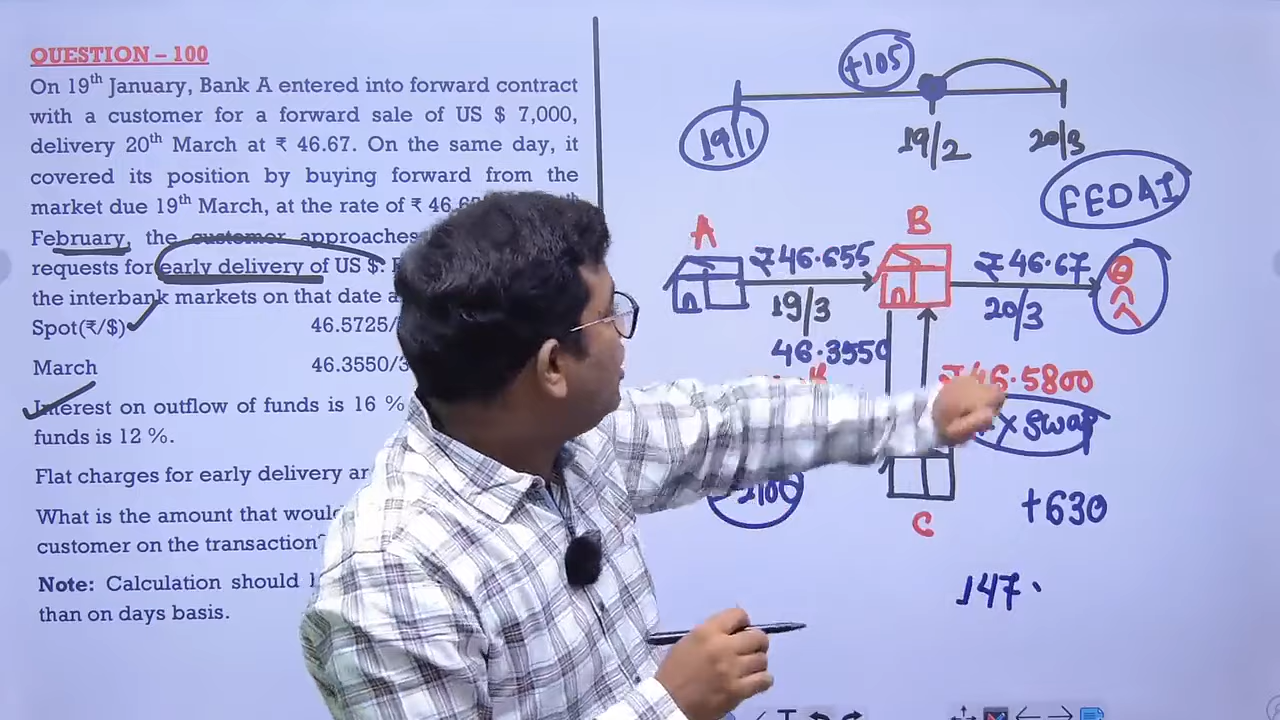 QUESTION – 100
On 19th January, Bank A entered into forward contract
with a customer for a forward sale of US $ 7,000,
delivery 20th March at ₹ 46.67. On the same day, it
covered its position by buying forward from the
market due 19th March, at the rate of ₹ 46.6
February, the customer approaches
requests for early delivery of US $.
the interbank markets on that date a
Spot(₹/$) 46.5725/
March 46.3550/3
Interest on outflow of funds is 16 %
funds is 12 %.
Flat charges for early delivery ar
What is the amount that would
customer on the transaction?
Note: Calculation should
than on days basis.
+105
19/1
19/2
20/3
FEDAI
A
B
₹46.655
₹46.67
19/3
20/3
46.3550
46.5800
swap
C
+630
147.